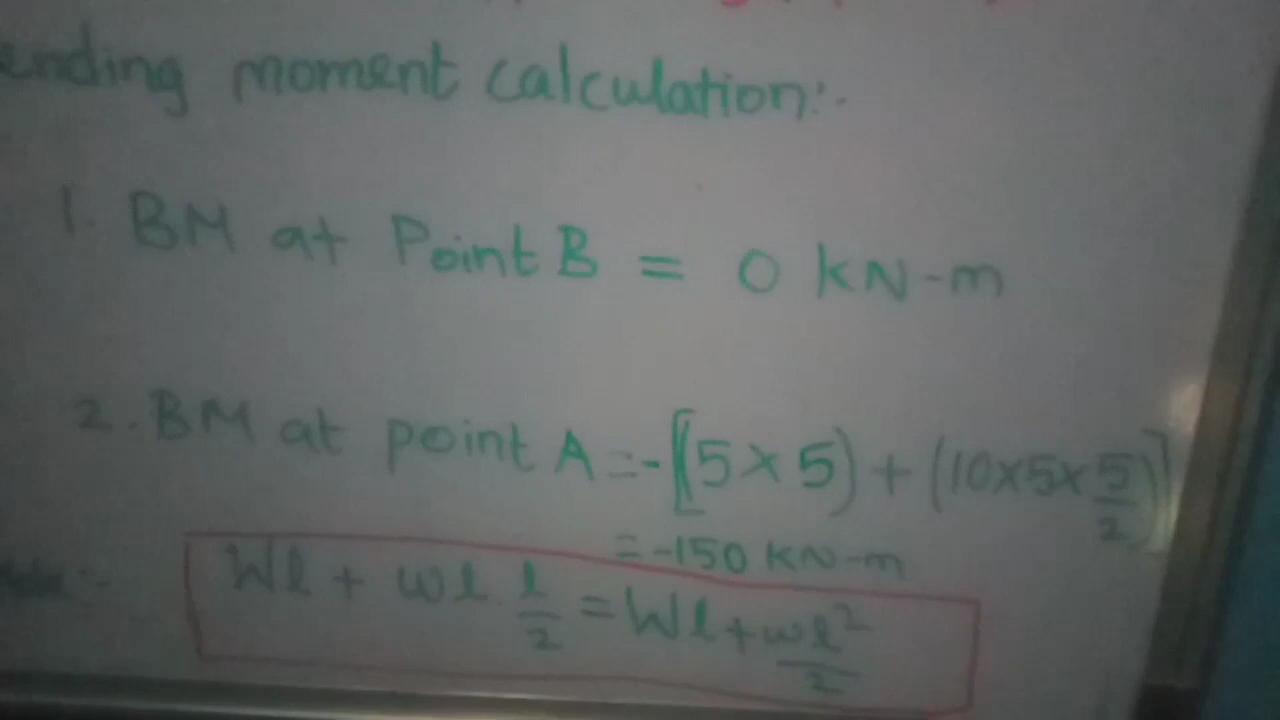 ending moment calculation:-
1. BM at Point B = 0 kN-m
2. BM at point A = -[(5×5) + (10×5×5/2)]
= -150 KN-m
Wl + wl. l/2 = Wl + wl²/2